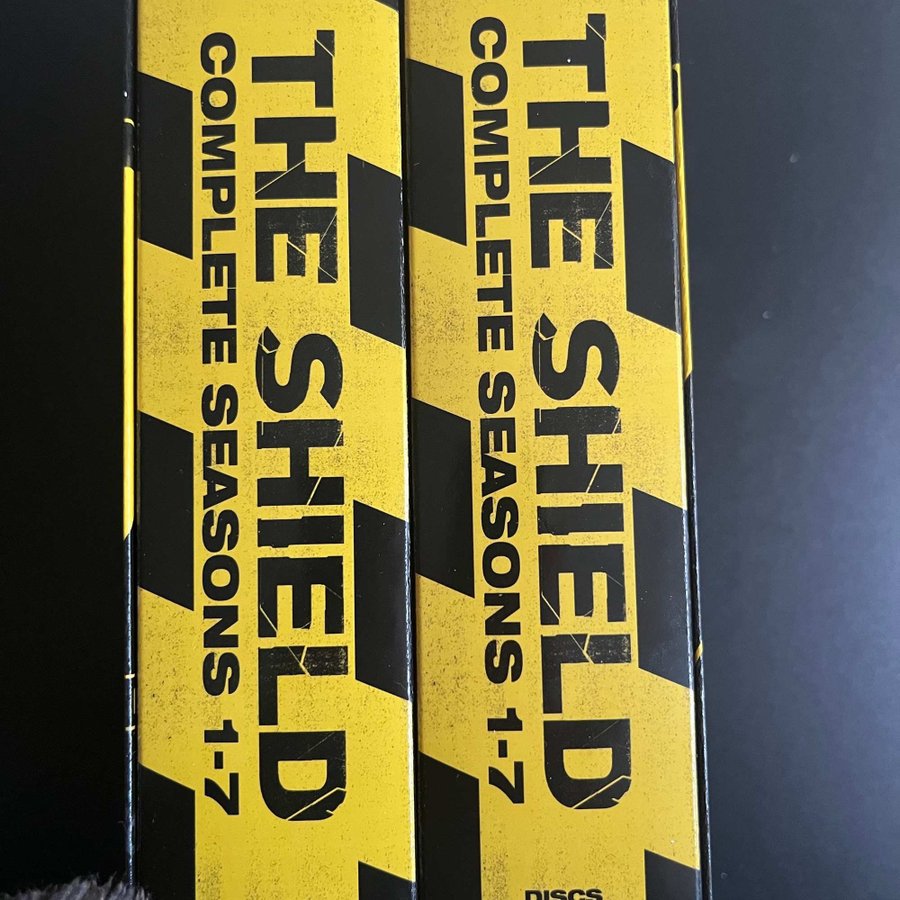 THE SHIELD
COMPLETE SEASONS 1-7
THE SHIELD
COMPLETE SEASONS 1-7
DISCS